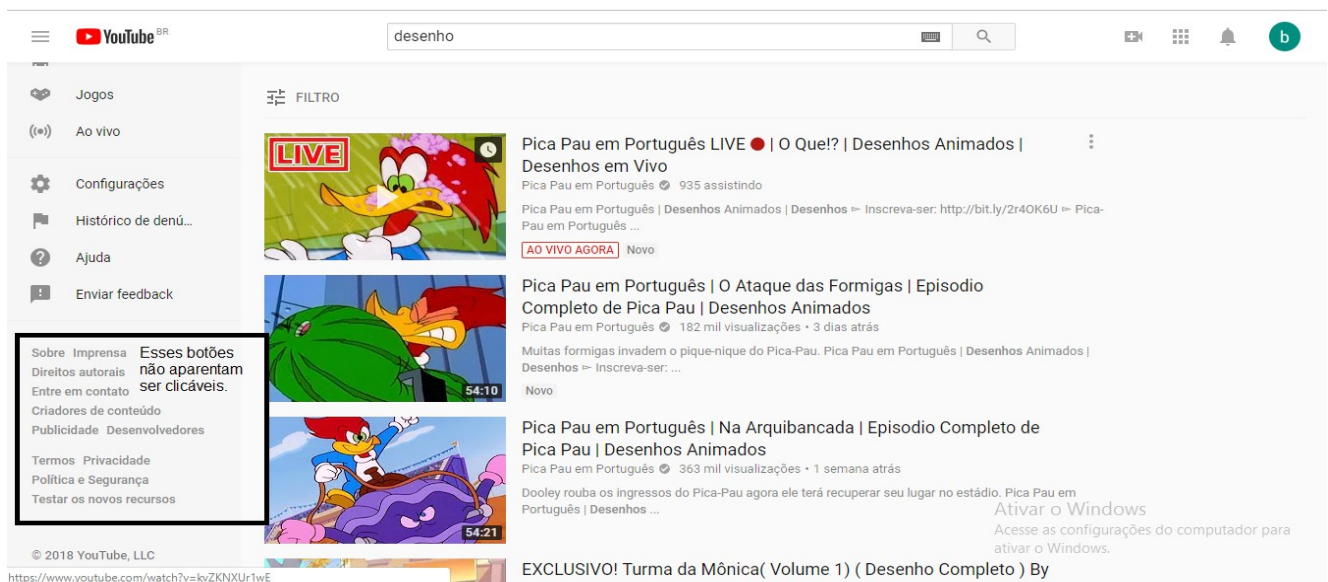 YouTube BR
desenho
b
Jogos
Ao vivo
Configurações
Histórico de denú...
Ajuda
Enviar feedback
Sobre Imprensa
Direitos autorais
Entre em contato
Criadores de conteúdo
Publicidade Desenvolvedores
Termos Privacidade
Política e Segurança
Testar os novos recursos
Esses botões
não aparentam
ser clicáveis.
© 2018 YouTube, LLC
https://www.youtube.com/watch?v=kvZKNXUr1wE
FILTRO
LIVE
Pica Pau em Português LIVE 🔴 | O Que!? | Desenhos Animados |
Desenhos em Vivo
Pica Pau em Português 935 assistindo
Pica Pau em Português | Desenhos Animados | Desenhos ⊳ Inscreva-ser: http://bit.ly/2r4OK6U ⊳ Pica-
Pau em Português ...
AO VIVO AGORA Novo
54:10
Pica Pau em Português | O Ataque das Formigas | Episodio
Completo de Pica Pau | Desenhos Animados
Pica Pau em Português 182 mil visualizações • 3 dias atrás
Muitas formigas invadem o pique-nique do Pica-Pau. Pica Pau em Português | Desenhos Animados |
Desenhos ⊳ Inscreva-ser: ...
Novo
54:21
Pica Pau em Português | Na Arquibancada | Episodio Completo de
Pica Pau | Desenhos Animados
Pica Pau em Português 363 mil visualizações • 1 semana atrás
Dooley rouba os ingressos do Pica-Pau agora ele terá recuperar seu lugar no estádio. Pica Pau em
Português | Desenhos ...
EXCLUSIVO! Turma da Mônica( Volume 1) ( Desenho Completo ) By
Ativar o Windows
Acesse as configurações do computador para
ativar o Windows.